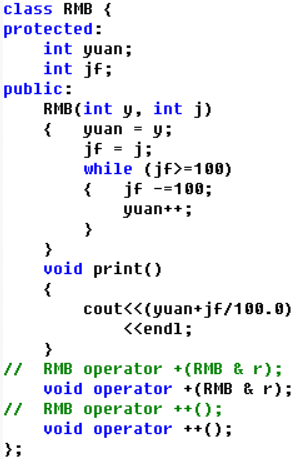 class RMB {
protected:
    int yuan;
    int jf;
public:
    RMB(int y, int j)
    {   yuan = y;
        jf = j;
        while (jf>=100)
        {   jf -=100;
            yuan++;
        }
    }
    void print()
    {
        cout<<(yuan+jf/100.0)
            <<endl;
    }
//  RMB operator +(RMB & r);
    void operator +(RMB & r);
//  RMB operator ++();
    void operator ++();
};